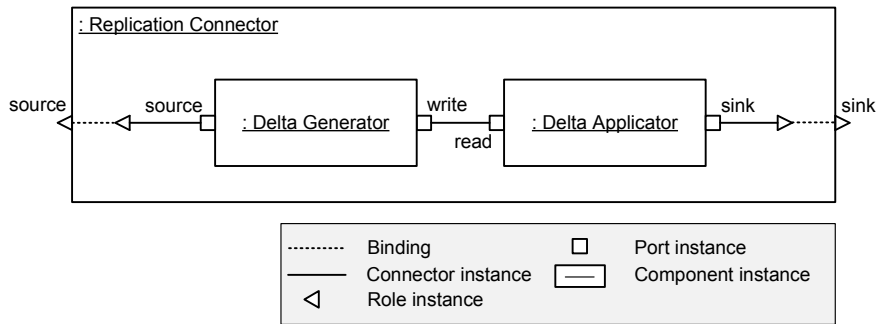 : Replication Connector
source
source
: Delta Generator
write
read
: Delta Applicator
sink
sink
Binding
Port instance
Connector instance
Component instance
Role instance